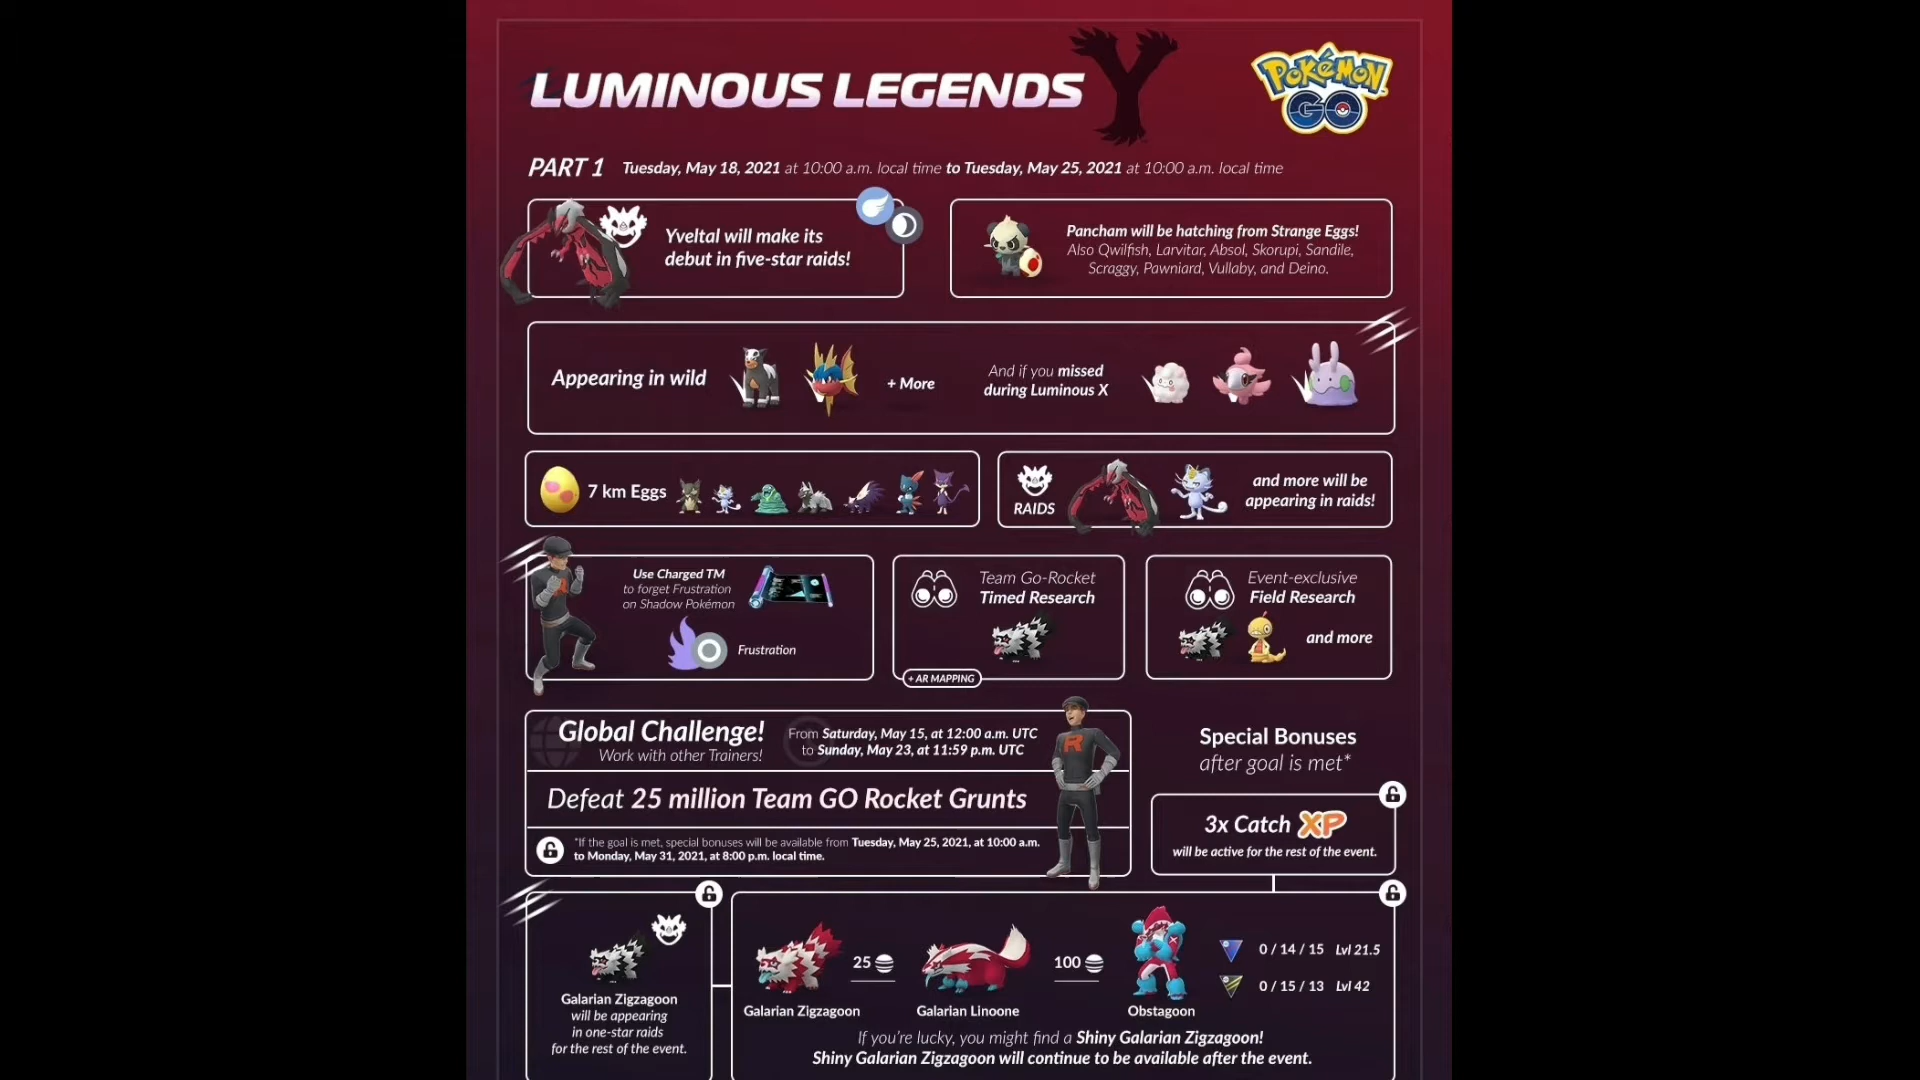 LUMINOUS LEGENDS Y
POKÉMON
GO
PART 1 Tuesday, May 18, 2021 at 10:00 a.m. local time to Tuesday, May 25, 2021 at 10:00 a.m. local time
Yveltal will make its
debut in five-star raids!
Pancham will be hatching from Strange Eggs!
Also Qwilfish, Larvitar, Absol, Skorupi, Sandile,
Scraggy, Pawniard, Vullaby, and Deino.
Appearing in wild
+ More
And if you missed
during Luminous X
7 km Eggs
RAIDS
and more will be
appearing in raids!
Use Charged TM
to forget Frustration
on Shadow Pokémon
Frustration
Team Go-Rocket
Timed Research
+ AR MAPPING
Event-exclusive
Field Research
and more
Global Challenge!
Work with other Trainers!
From Saturday, May 15, at 12:00 a.m. UTC
to Sunday, May 23, at 11:59 p.m. UTC
R
Defeat 25 million Team GO Rocket Grunts
*If the goal is met, special bonuses will be available from Tuesday, May 25, 2021, at 10:00 a.m.
to Monday, May 31, 2021, at 8:00 p.m. local time.
Special Bonuses
after goal is met*
3x Catch XP
will be active for the rest of the event.
Galarian Zigzagoon
will be appearing
in one-star raids
for the rest of the event.
25
100
0 / 14 / 15 Lvl 21.5
0 / 15 / 13 Lvl 42
Galarian Zigzagoon
Galarian Linoone
Obstagoon
If you're lucky, you might find a Shiny Galarian Zigzagoon!
Shiny Galarian Zigzagoon will continue to be available after the event.